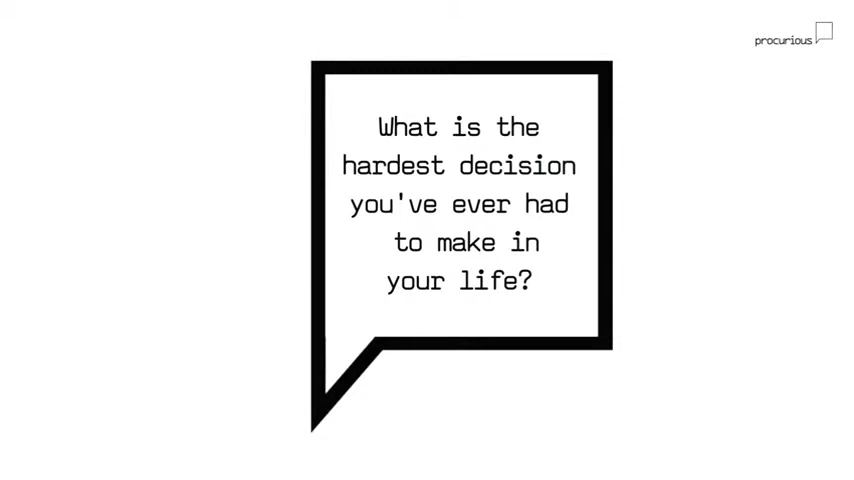 procurious
What is the
hardest decision
you've ever had
to make in
your life?